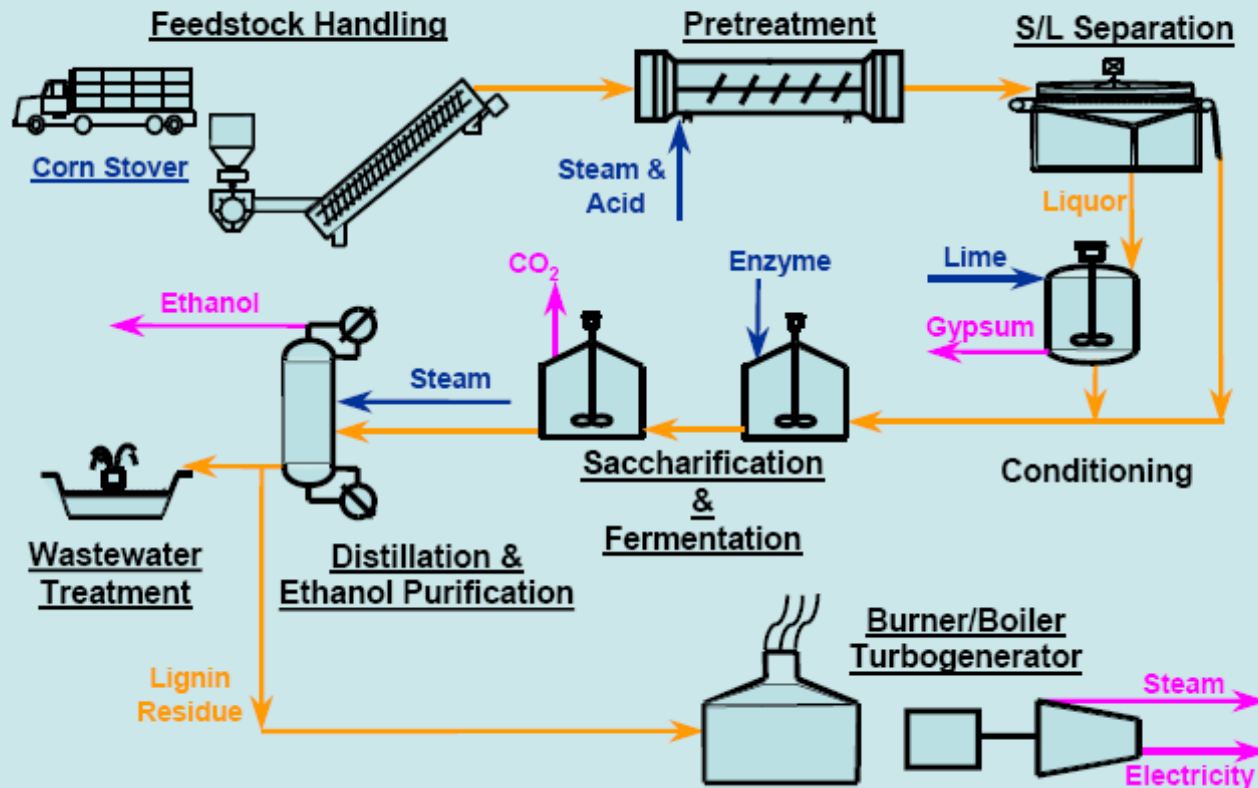 Feedstock Handling
Pretreatment
S/L Separation
Corn Stover
Steam &
Acid
Liquor
CO₂
Enzyme
Lime
Ethanol
Gypsum
Steam
Saccharification
&
Fermentation
Conditioning
Wastewater
Treatment
Distillation &
Ethanol Purification
Burner/Boiler
Turbogenerator
Lignin
Residue
Steam
Electricity